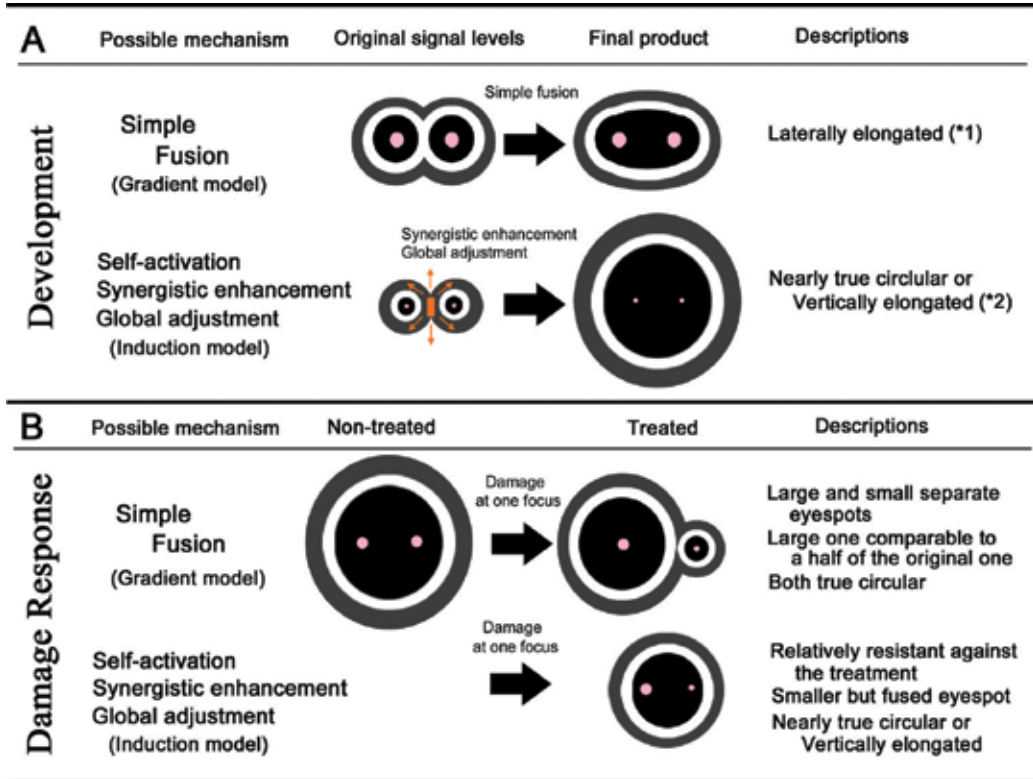 A
Possible mechanism
Original signal levels
Final product
Descriptions
Development
Simple
Fusion
(Gradient model)
Simple fusion
Laterally elongated (*1)
Self-activation
Synergistic enhancement
Global adjustment
(Induction model)
Synergistic enhancement
Global adjustment
Nearly true circular or
Vertically elongated (*2)
B
Possible mechanism
Non-treated
Treated
Descriptions
Damage Response
Simple
Fusion
(Gradient model)
Damage
at one focus
Large and small separate
eyespots
Large one comparable to
a half of the original one
Both true circular
Self-activation
Synergistic enhancement
Global adjustment
(Induction model)
Damage
at one focus
Relatively resistant against
the treatment
Smaller but fused eyespot
Nearly true circular or
Vertically elongated